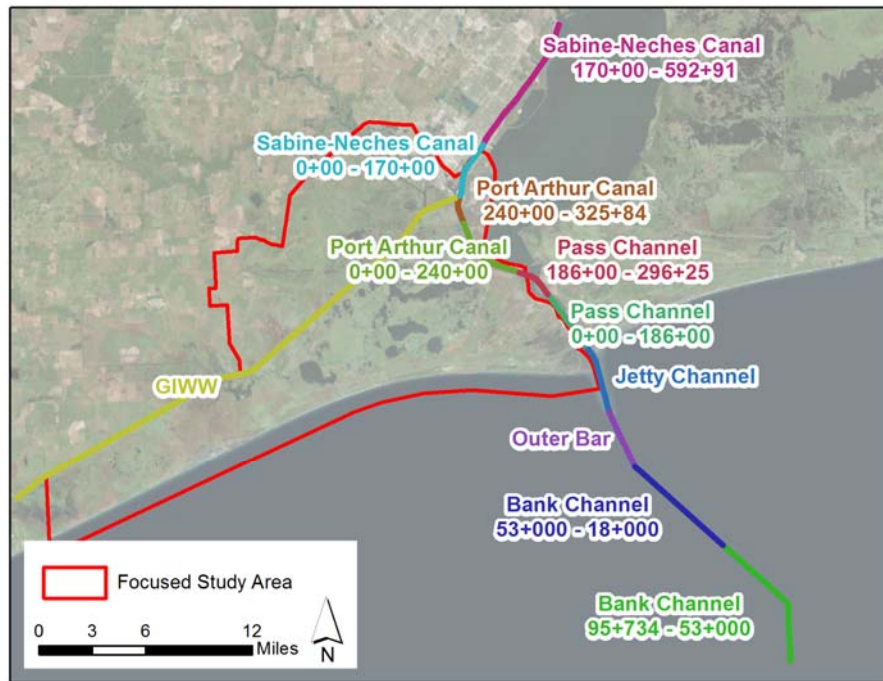 Sabine-Neches Canal
170+00 - 592+91
Sabine-Neches Canal
0+00 - 170+00
Port Arthur Canal
240+00 - 325+84
Port Arthur Canal
0+00 - 240+00
Pass Channel
186+00 - 296+25
Pass Channel
0+00 - 186+00
GIWW
Jetty Channel
Outer Bar
Bank Channel
53+000 - 18+000
Bank Channel
95+734 - 53+000
Focused Study Area
0 3 6 12
Miles
N